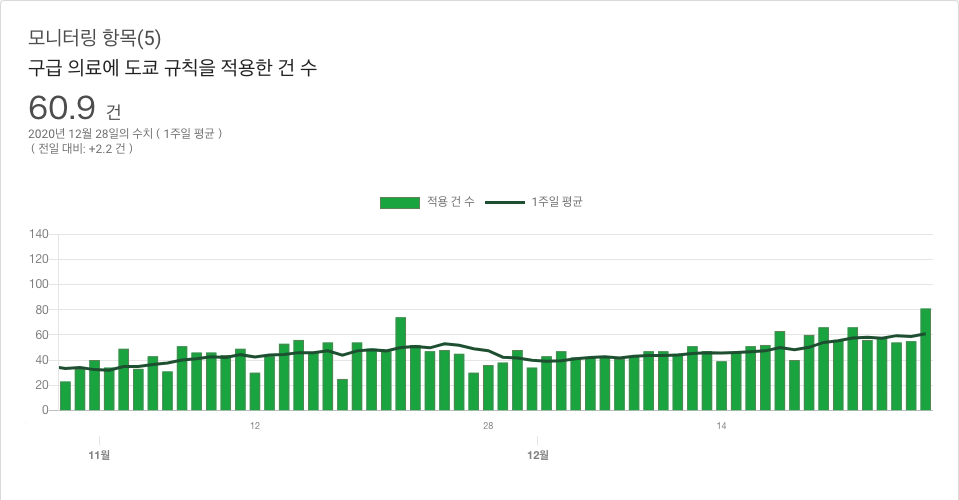 모니터링 항목(5)
구급 의료에 도쿄 규칙을 적용한 건 수
60.9 건
2020년 12월 28일의 수치 ( 1주일 평균 )
( 전일 대비: +2.2 건 )
적용 건 수 1주일 평균
140
120
100
80
60
40
20
0
12 28 14
11월 12월